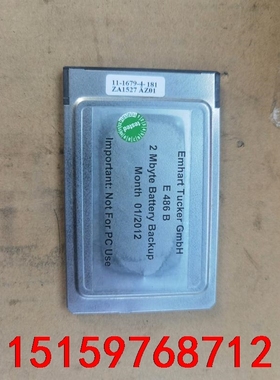 11-1679-4-181
ZA1527 AZ01
Emhart Tucker GmbH
E 486 B
2 Mbyte Battery Backup
Month 01/2012
Important: Not For PC Use
15159768712